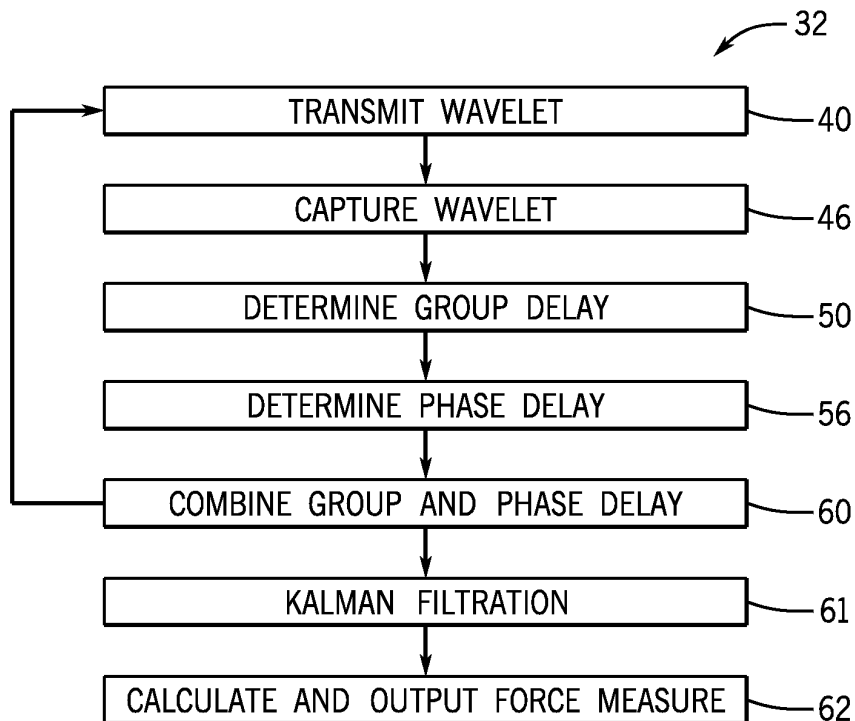 32
TRANSMIT WAVELET
40
CAPTURE WAVELET
46
DETERMINE GROUP DELAY
50
DETERMINE PHASE DELAY
56
COMBINE GROUP AND PHASE DELAY
60
KALMAN FILTRATION
61
CALCULATE AND OUTPUT FORCE MEASURE
62